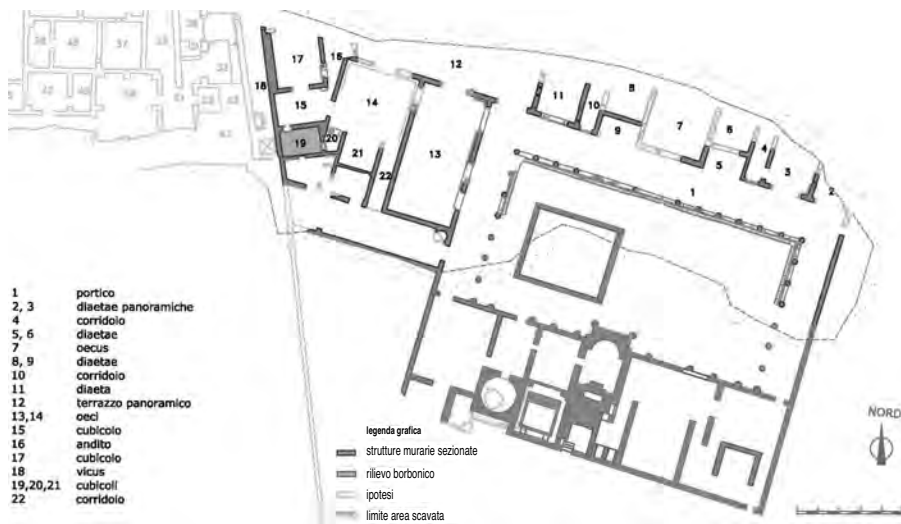 17
16
12
18
14
15
11
10
8
9
7
6
4
5
3
2
19
20
21
22
13
1
1 portico
2, 3 diaetae panoramiche
4 corridoio
5, 6 diaetae
7 oecus
8, 9 diaetae
10 corridoio
11 diaeta
12 terrazzo panoramico
13,14 oeci
15 cubicolo
16 andito
17 cubicolo
18 vicus
19,20,21 cubicoli
22 corridoio
legenda grafica
strutture murarie sezionate
rilievo borbonico
ipotesi
limite area scavata
NORD